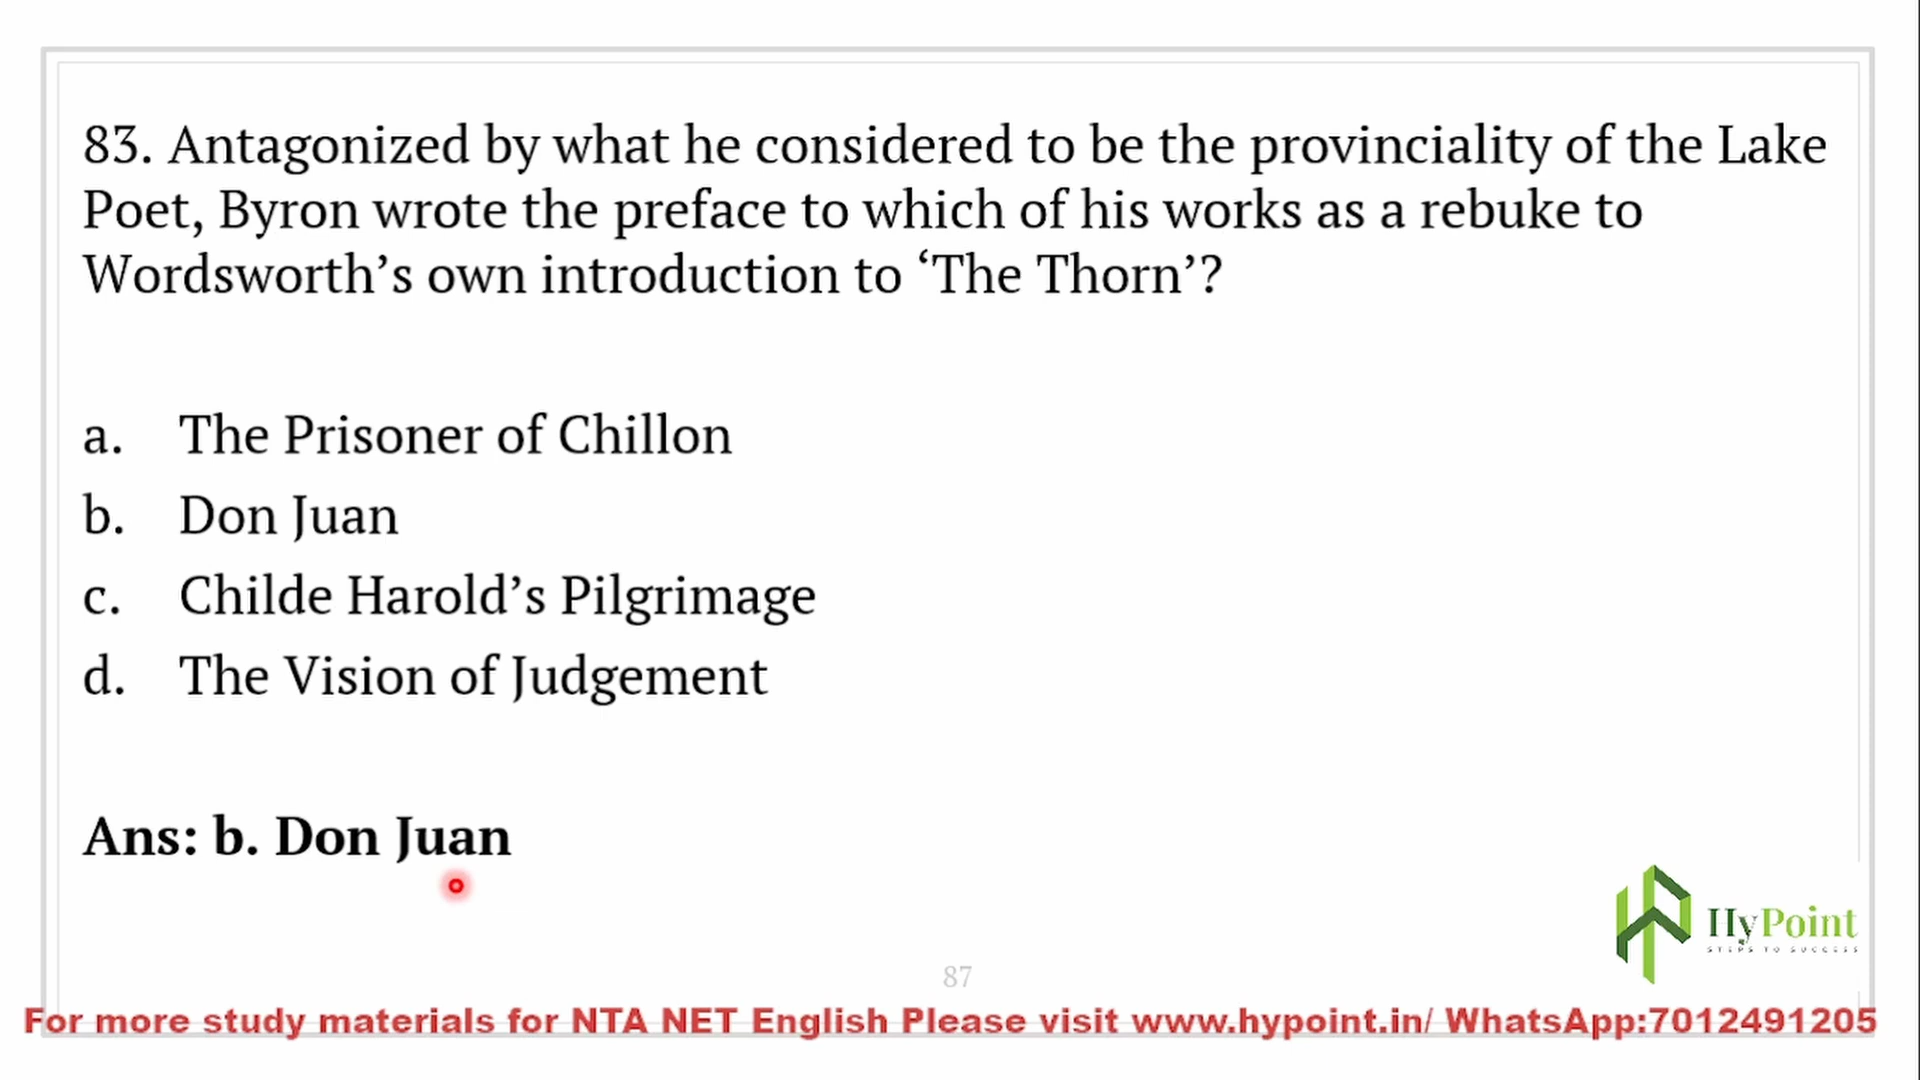 83. Antagonized by what he considered to be the provinciality of the Lake
Poet, Byron wrote the preface to which of his works as a rebuke to
Wordsworth’s own introduction to ‘The Thorn’?
a. The Prisoner of Chillon
b. Don Juan
c. Childe Harold’s Pilgrimage
d. The Vision of Judgement
Ans: b. Don Juan
HyPoint
STEPS TO SUCCESS
87
For more study materials for NTA NET English Please visit www.hypoint.in/ WhatsApp:7012491205